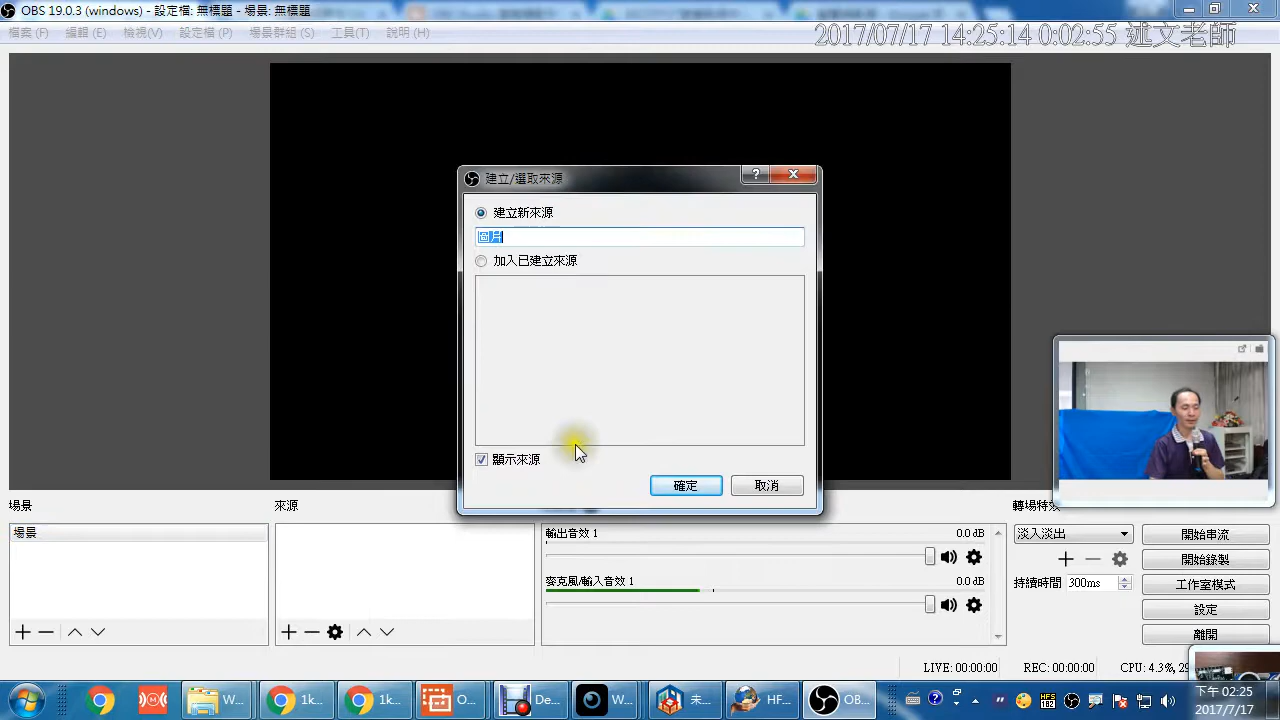 OBS 19.0.3 (windows) - 設定檔: 無標題 - 場景: 無標題
檔案 (F) 編輯 (E) 檢視(V) 設定檔 (P) 場景群組 (S) 工具(T) 說明 (H)
2017/07/17 14:25:14 0:02:55 述文老師
建立/選取來源
建立新來源
圖片
加入已建立來源
顯示來源
確定 取消
場景 來源 轉場特效
場景
輸出音效 1 0.0 dB
麥克風/輸入音效 1 0.0 dB
淡入淡出
持續時間 300ms
開始串流
開始錄製
工作室模式
設定
離開
LIVE: 00:00:00 REC: 00:00:00 CPU: 4.3%,
W... 1k... 1k... O... De... W... 未... HF... OB...
HFS
下午 02:25
2017/7/17